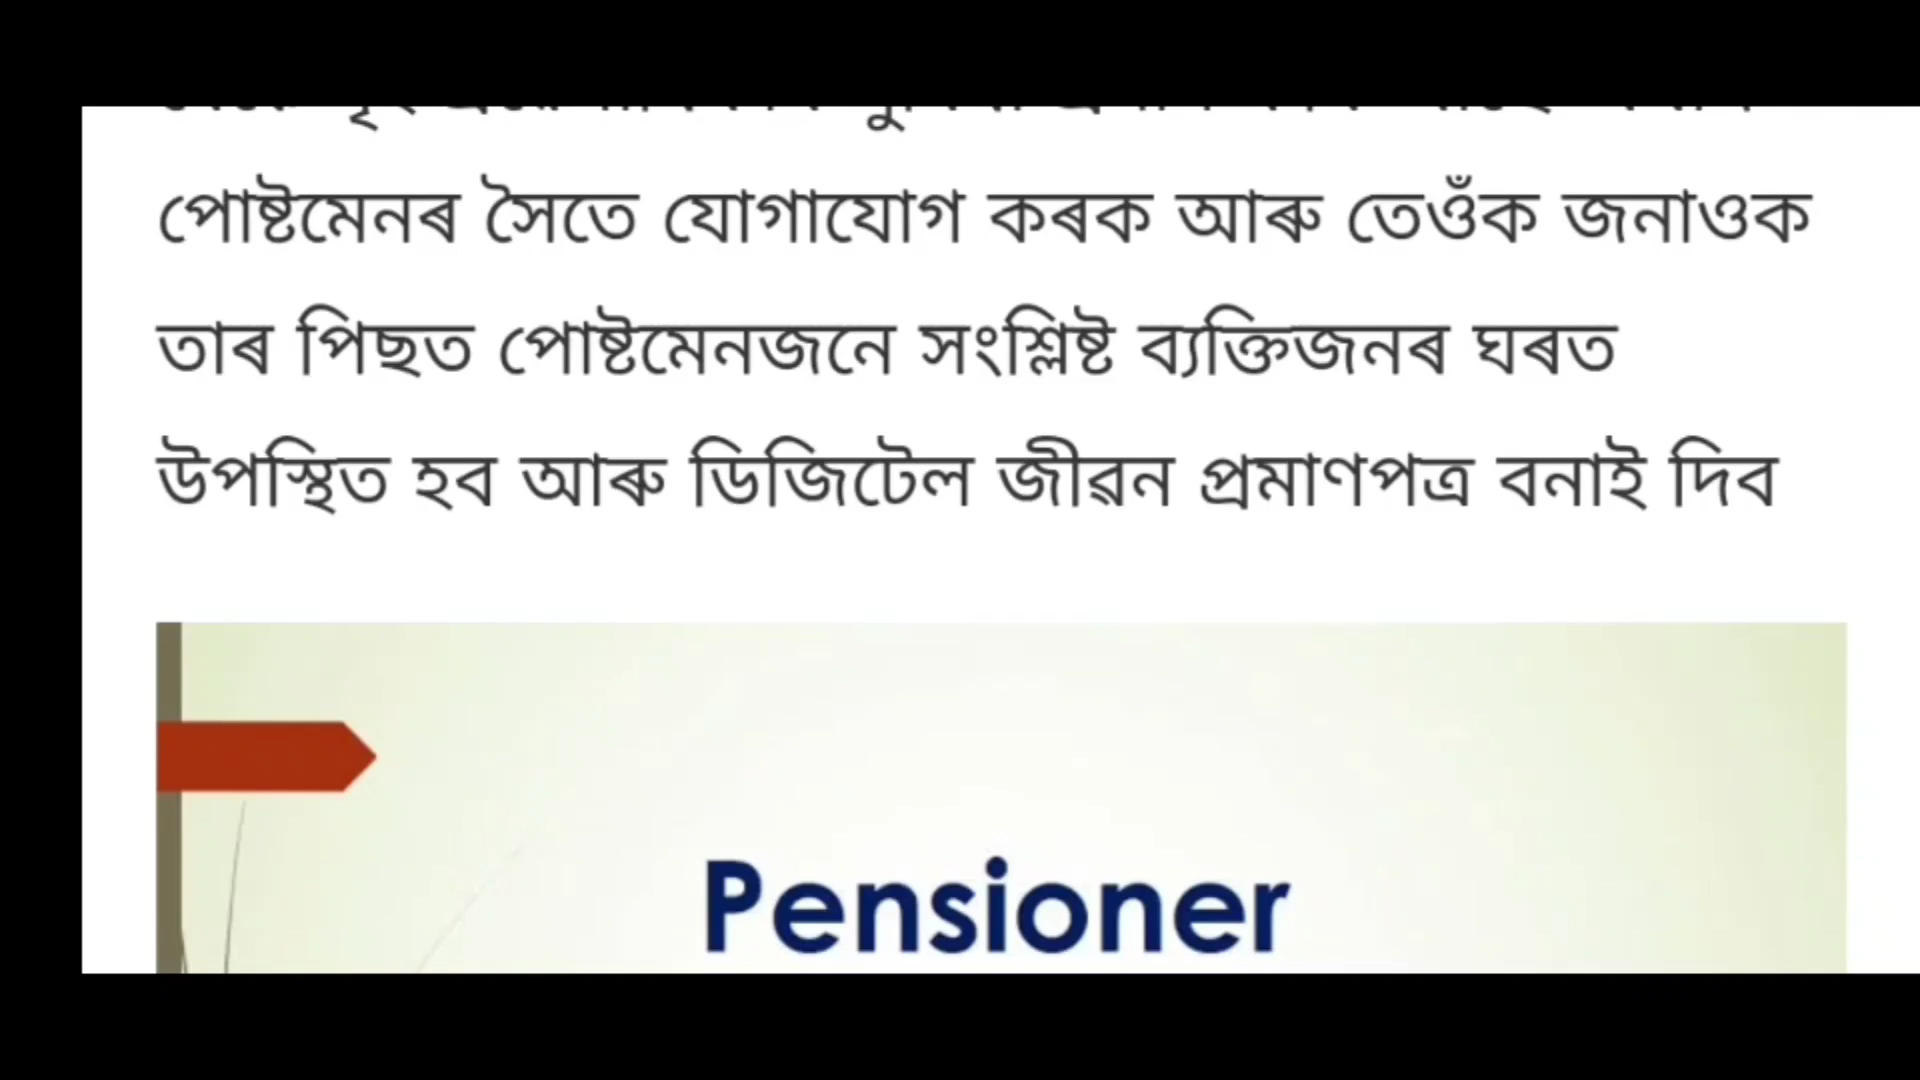 পোষ্টমেনৰ সৈতে যোগাযোগ কৰক আৰু তেওঁক জনাওক
তাৰ পিছত পোষ্টমেনজনে সংশ্লিষ্ট ব্যক্তিজনৰ ঘৰত
উপস্থিত হব আৰু ডিজিটেল জীৱন প্ৰমাণপত্ৰ বনাই দিব
Pensioner